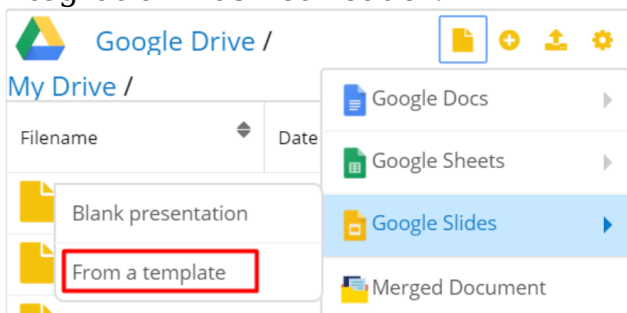 Google Drive /
My Drive /
Google Docs
Filename
Date
Google Sheets
Blank presentation
Google Slides
From a template
Merged Document